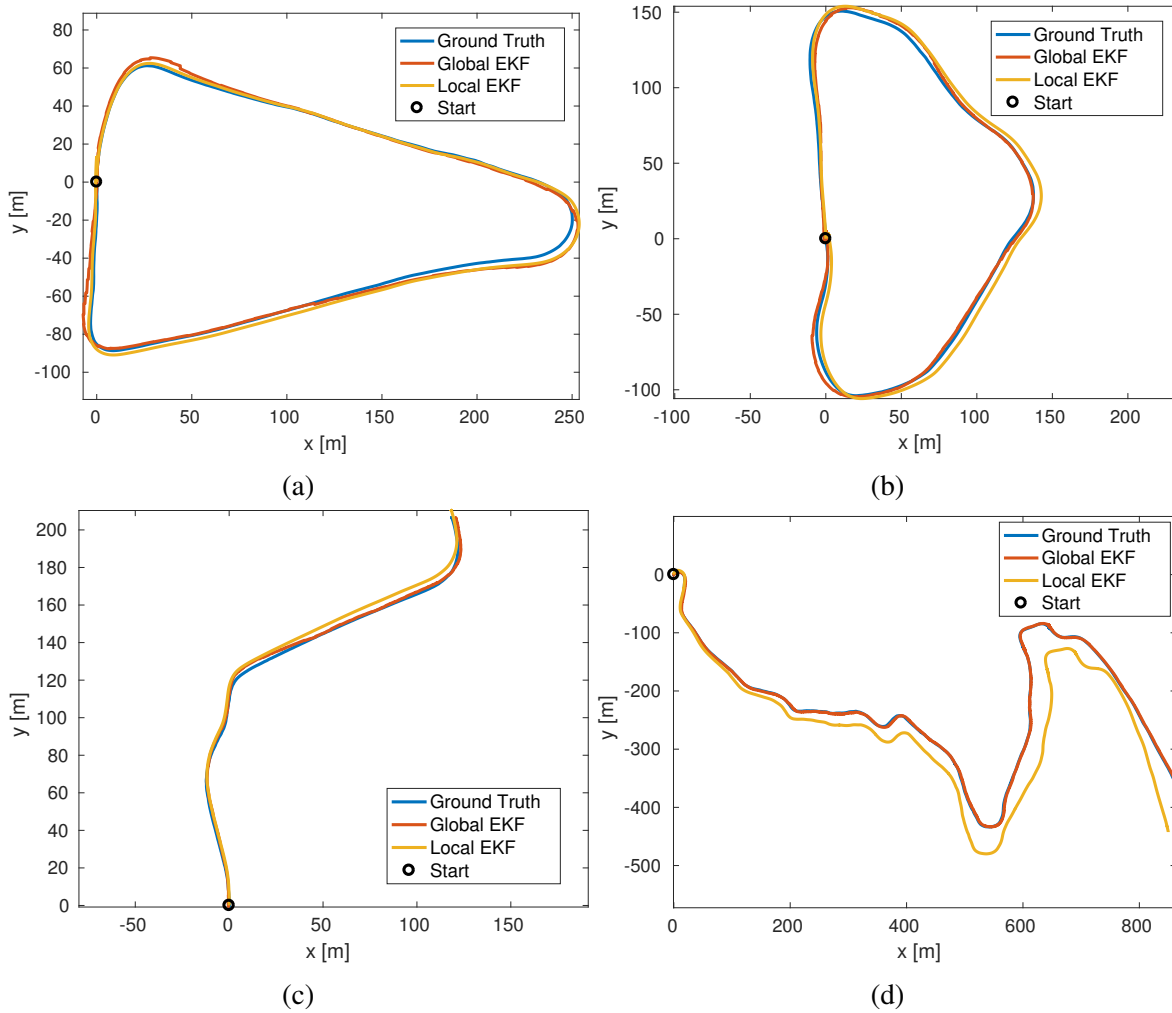 80
60
40
20
0
-20
-40
-60
-80
-100
y [m]
0
50
100
150
200
250
x [m]
Ground Truth
Global EKF
Local EKF
Start
(a)
150
100
50
0
-50
-100
y [m]
-100
-50
0
50
100
150
200
x [m]
Ground Truth
Global EKF
Local EKF
Start
(b)
200
180
160
140
120
100
80
60
40
20
0
y [m]
-50
0
50
100
150
x [m]
Ground Truth
Global EKF
Local EKF
Start
(c)
0
-100
-200
-300
-400
-500
y [m]
0
200
400
600
800
x [m]
Ground Truth
Global EKF
Local EKF
Start
(d)